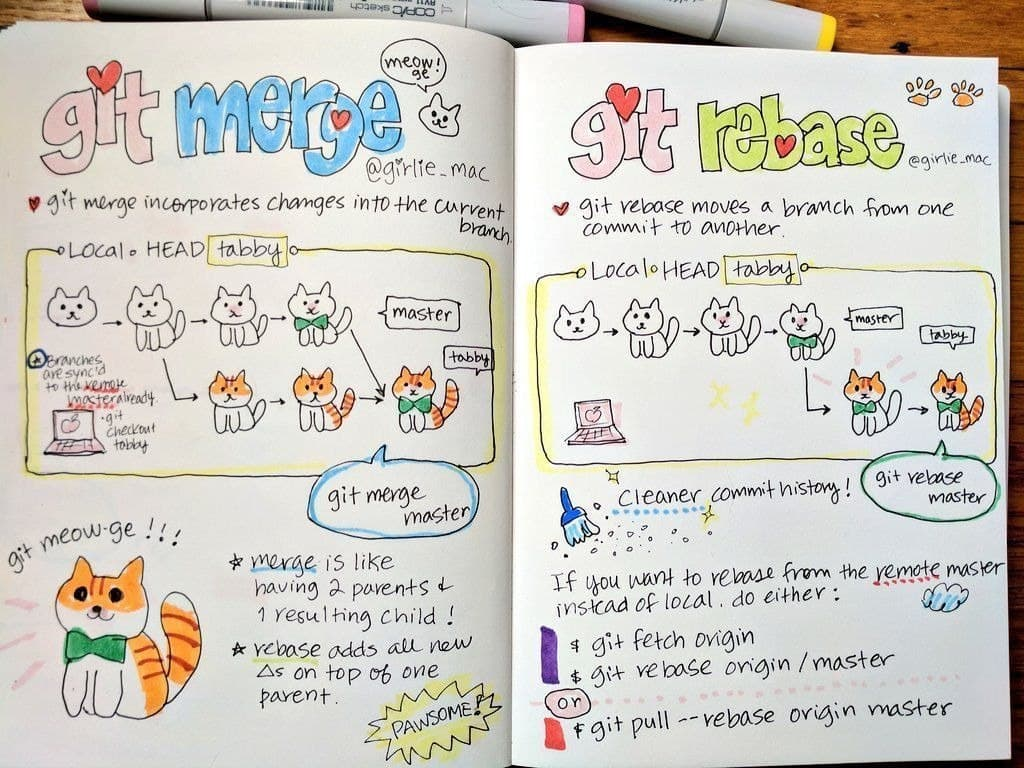 COPIC sketch
meow!
ge!
git merge
@girlie_mac
git merge incorporates changes into the current
branch.
Local HEAD tabby
master
tabby
Branches
are sync'd
to the remote
master already.
git
checkout
tabby
git merge
master
git meow-ge !!!
merge is like
having 2 parents &
1 resulting child!
rebase adds all new
Δs on top of one
parent.
PAWSOME!
git rebase
@girlie_mac
git rebase moves a branch from one
commit to another.
Local HEAD tabby
master
tabby
git rebase
master
Cleaner commit history!
If you want to rebase from the remote master
instead of local. do either:
$ git fetch origin
$ git rebase origin/master
or
$ git pull --rebase origin master